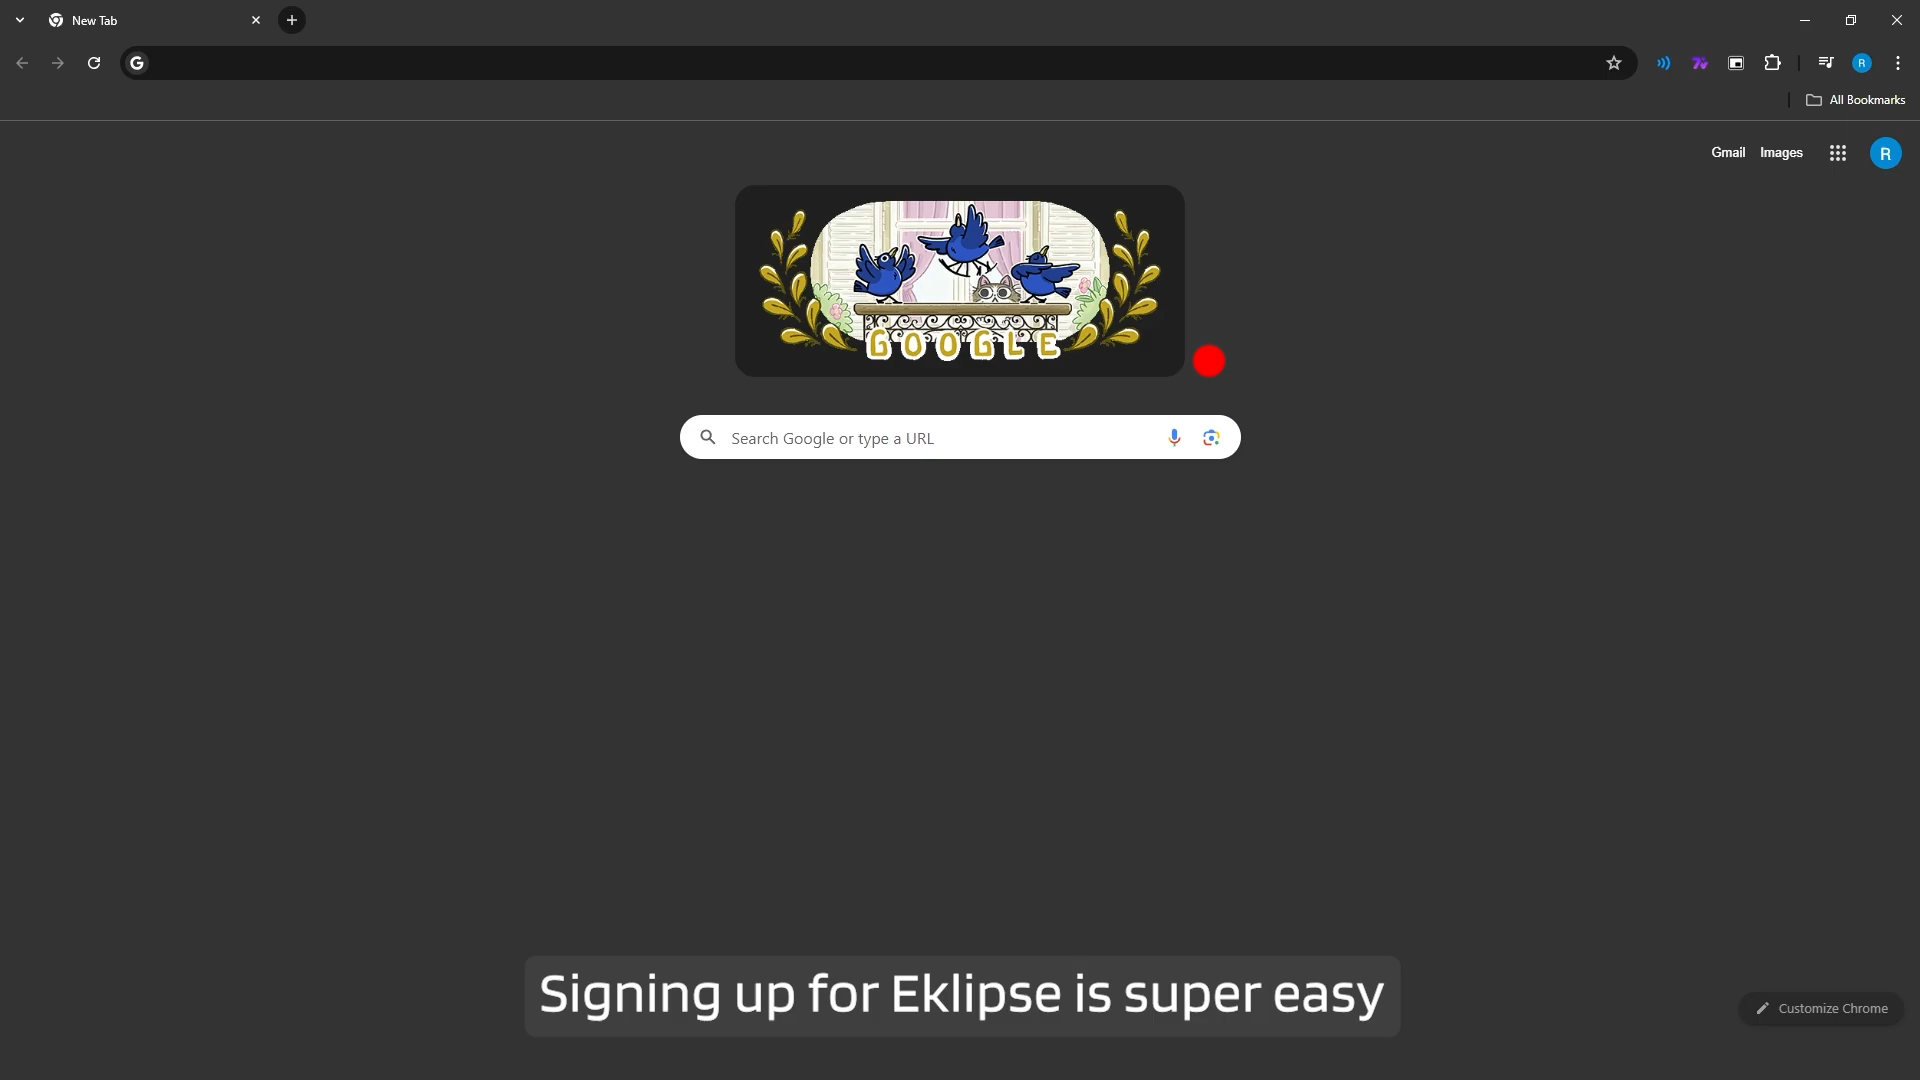 New Tab
All Bookmarks
Gmail Images
R
R
GOOGLE
Search Google or type a URL
Signing up for Eklipse is super easy
Customize Chrome